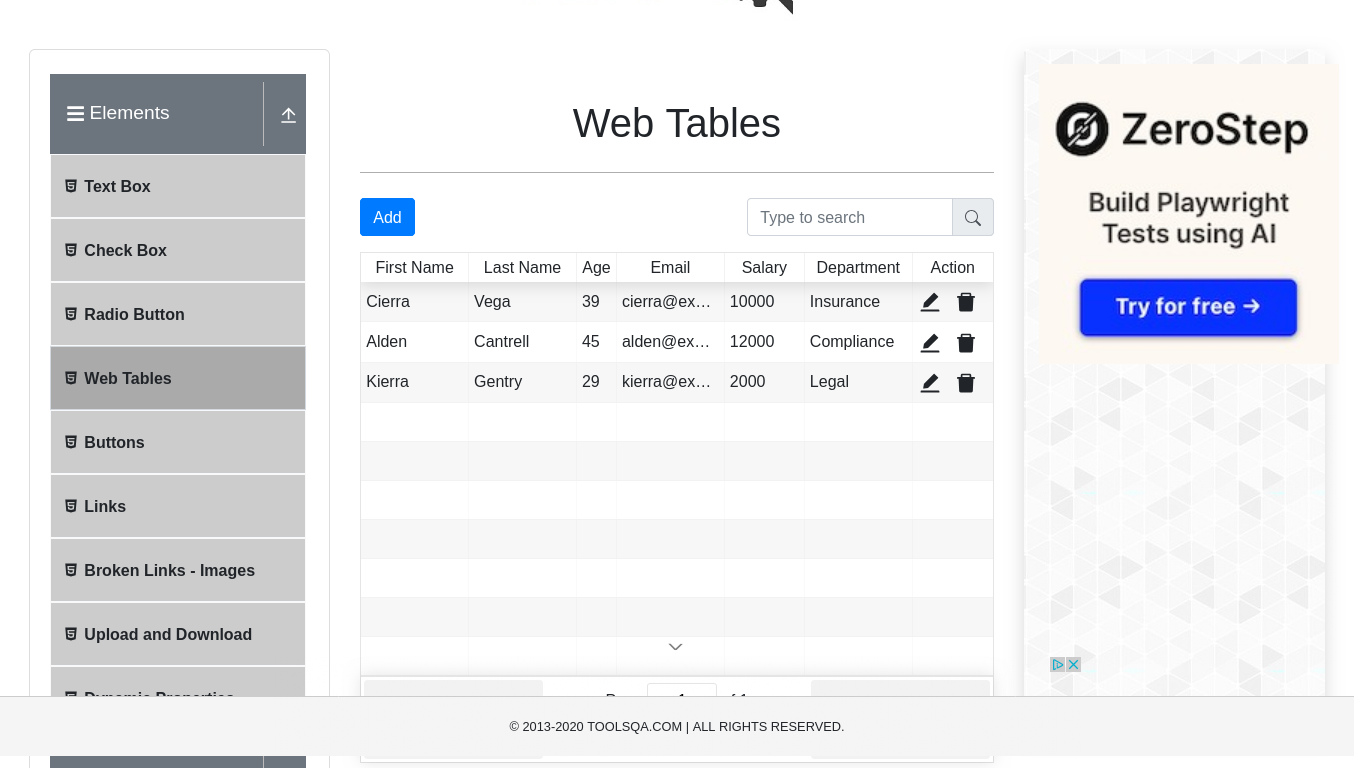 Elements
Text Box
Check Box
Radio Button
Web Tables
Buttons
Links
Broken Links - Images
Upload and Download
Dynamic Properties
Web Tables
Add
Type to search
First Name Last Name Age Email Salary Department Action
Cierra Vega 39 cierra@ex… 10000 Insurance
Alden Cantrell 45 alden@ex… 12000 Compliance
Kierra Gentry 29 kierra@ex… 2000 Legal
ZeroStep
Build Playwright
Tests using AI
Try for free →
© 2013-2020 TOOLSQA.COM | ALL RIGHTS RESERVED.